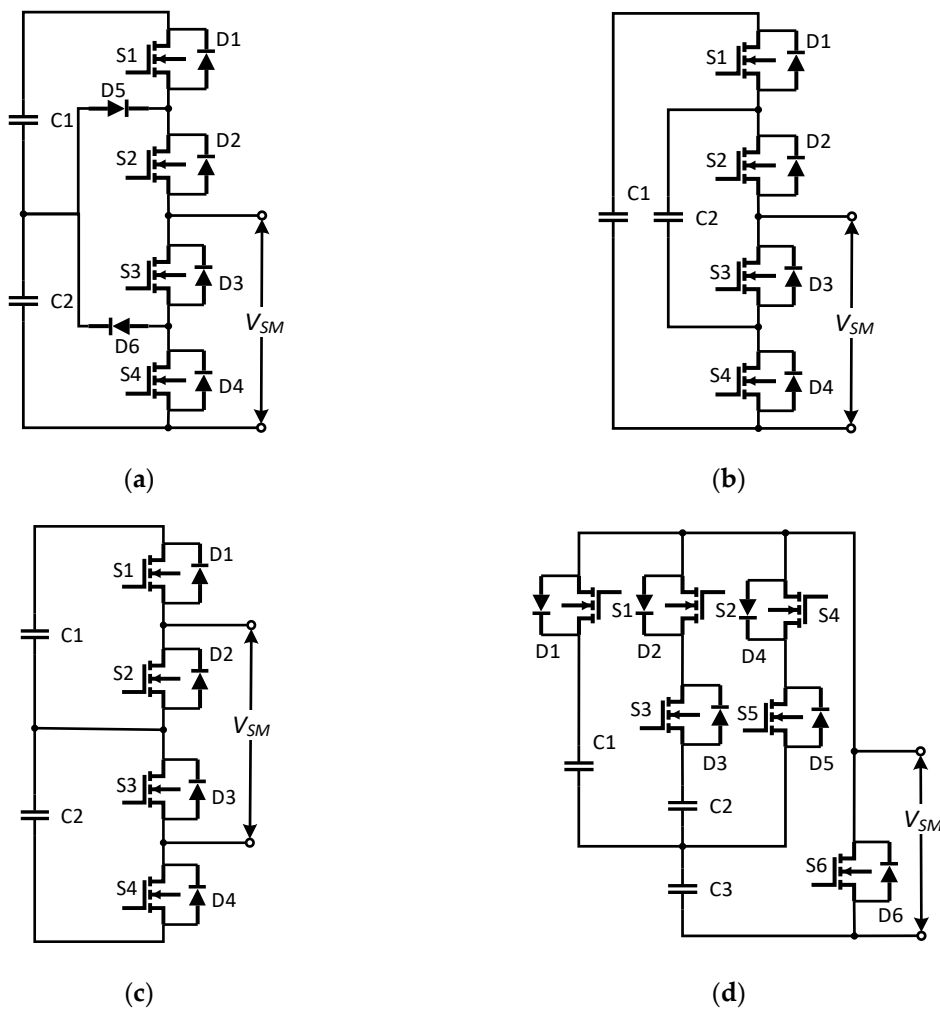 D1
S1
D5
C1
D2
S2
S3
C2
D3
V_SM
D6
S4
D4
(a)
D1
S1
D2
S2
C1
C2
S3
D3
V_SM
S4
D4
(b)
D1
S1
C1
D2
S2
V_SM
S3
D3
C2
S4
D4
(c)
S1
S2
S4
D1
D2
D4
S3
S5
C1
D3
D5
C2
V_SM
S6
C3
D6
(d)